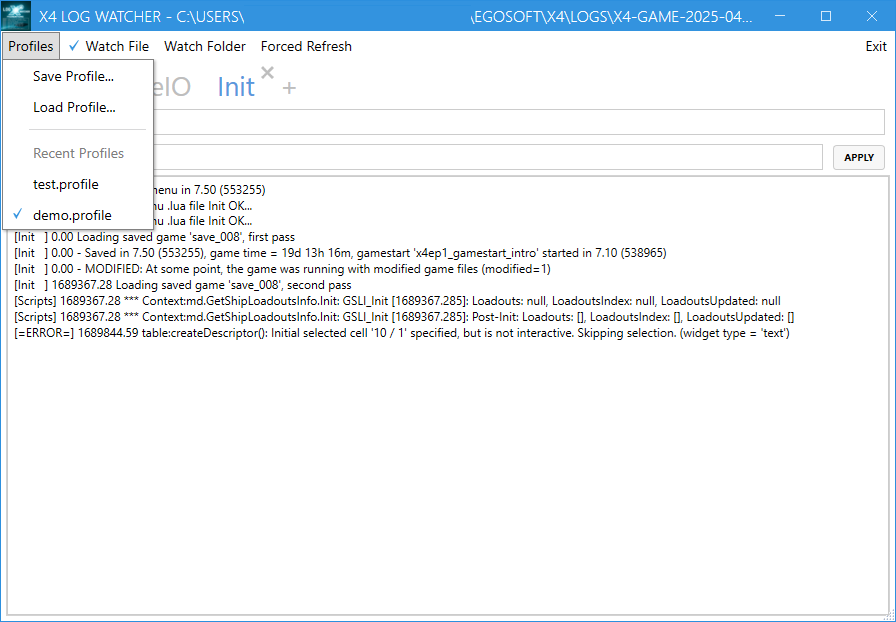 X4 LOG WATCHER - C:\USERS\ \EGOSOFT\X4\LOGS\X4-GAME-2025-04...
Profiles ✓ Watch File Watch Folder Forced Refresh Exit
Save Profile...
Load Profile...
Recent Profiles
test.profile
✓ demo.profile
eIO Init × +
APPLY
menu in 7.50 (553255)
nu .lua file Init OK...
nu .lua file Init OK...
[Init ] 0.00 Loading saved game 'save_008', first pass
[Init ] 0.00 - Saved in 7.50 (553255), game time = 19d 13h 16m, gamestart 'x4ep1_gamestart_intro' started in 7.10 (538965)
[Init ] 0.00 - MODIFIED: At some point, the game was running with modified game files (modified=1)
[Init ] 1689367.28 Loading saved game 'save_008', second pass
[Scripts] 1689367.28 *** Context:md.GetShipLoadoutsInfo.Init: GSLI_Init [1689367.285]: Loadouts: null, LoadoutsIndex: null, LoadoutsUpdated: null
[Scripts] 1689367.28 *** Context:md.GetShipLoadoutsInfo.Init: GSLI_Init [1689367.285]: Post-Init: Loadouts: [], LoadoutsIndex: [], LoadoutsUpdated: []
[=ERROR=] 1689844.59 table:createDescriptor(): Initial selected cell '10 / 1' specified, but is not interactive. Skipping selection. (widget type = 'text')